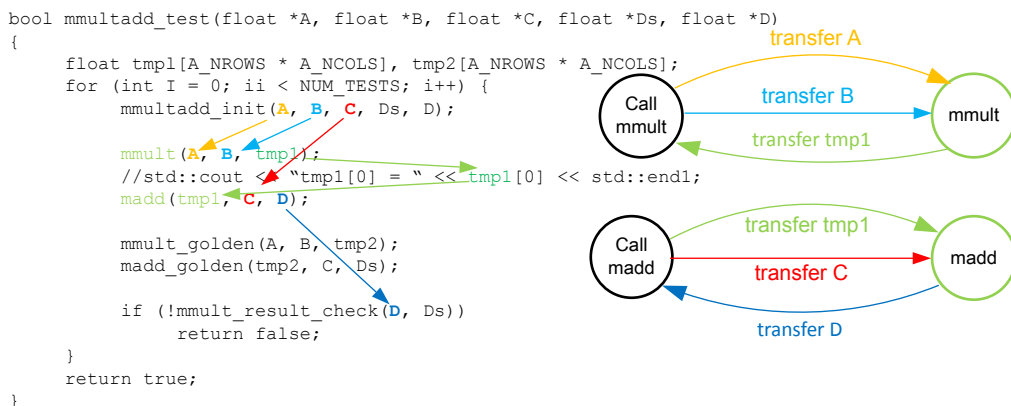 bool mmultadd_test(float *A, float *B, float *C, float *Ds, float *D)
{
float tmp1[A_NROWS * A_NCOLS], tmp2[A_NROWS * A_NCOLS];
for (int I = 0; ii < NUM_TESTS; i++) {
mmultadd_init(A, B, C, Ds, D);
mmult(A, B, tmp1);
//std::cout << “tmp1[0] = “ << tmp1[0] << std::end1;
madd(tmp1, C, D);
mmult_golden(A, B, tmp2);
madd_golden(tmp2, C, Ds);
if (!mmult_result_check(D, Ds))
return false;
}
return true;
}
transfer A
Call
mmult
transfer B
mmult
transfer tmp1
transfer tmp1
Call
madd
transfer C
madd
transfer D